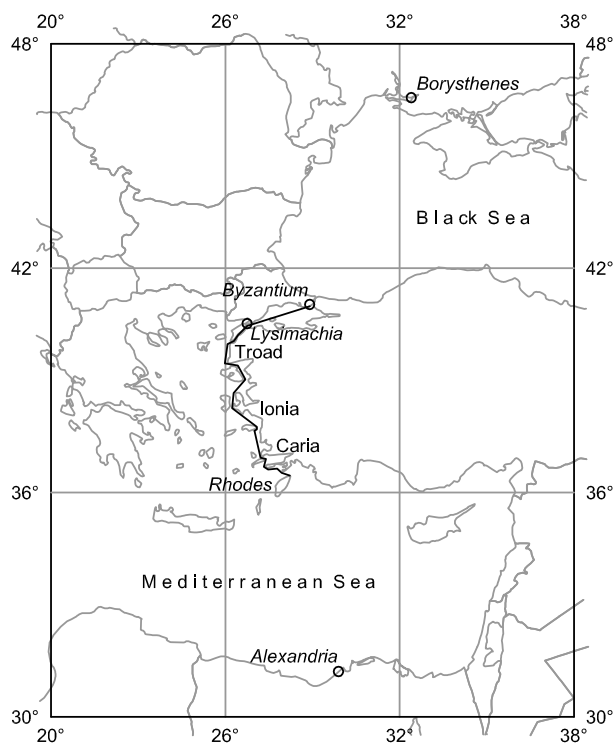 20° 26° 32° 38°
48° 48°
Borysthenes
Black Sea
42° 42°
Byzantium
Lysimachia
Troad
Ionia
Caria
Rhodes
36° 36°
Mediterranean Sea
Alexandria
30° 30°
20° 26° 32° 38°